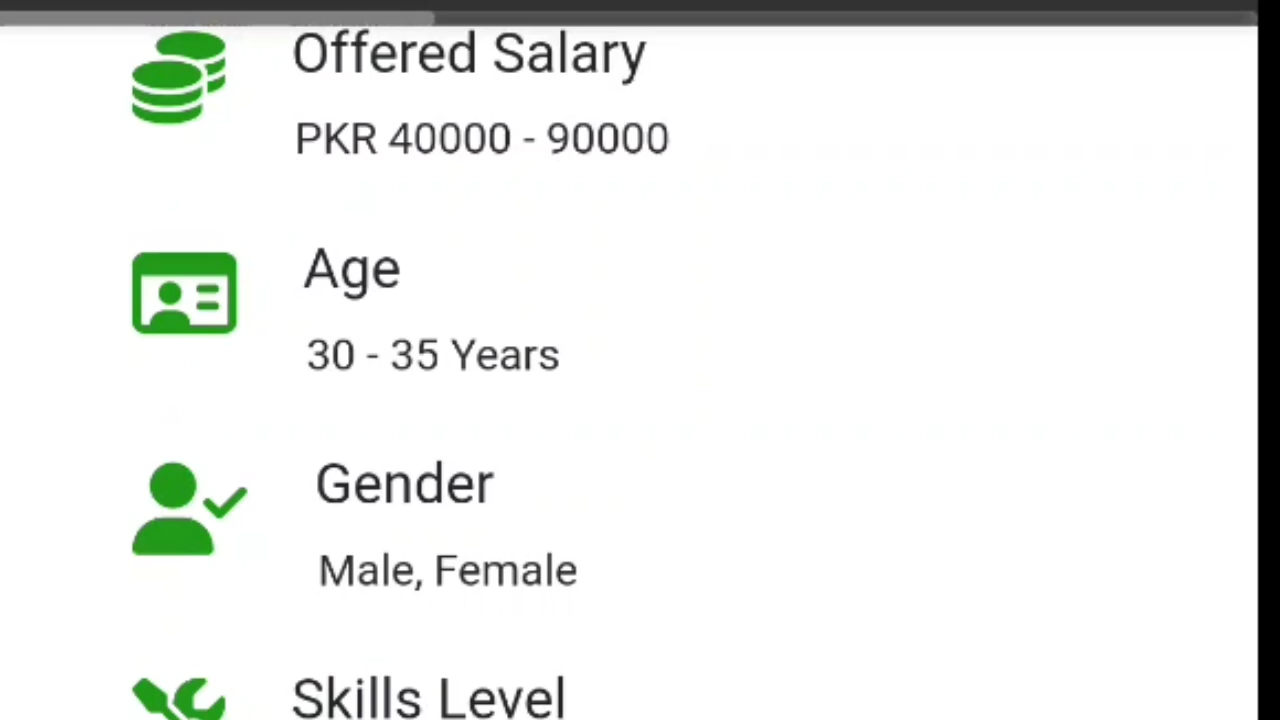 Offered Salary
PKR 40000 - 90000
Age
30 - 35 Years
Gender
Male, Female
Skills Level